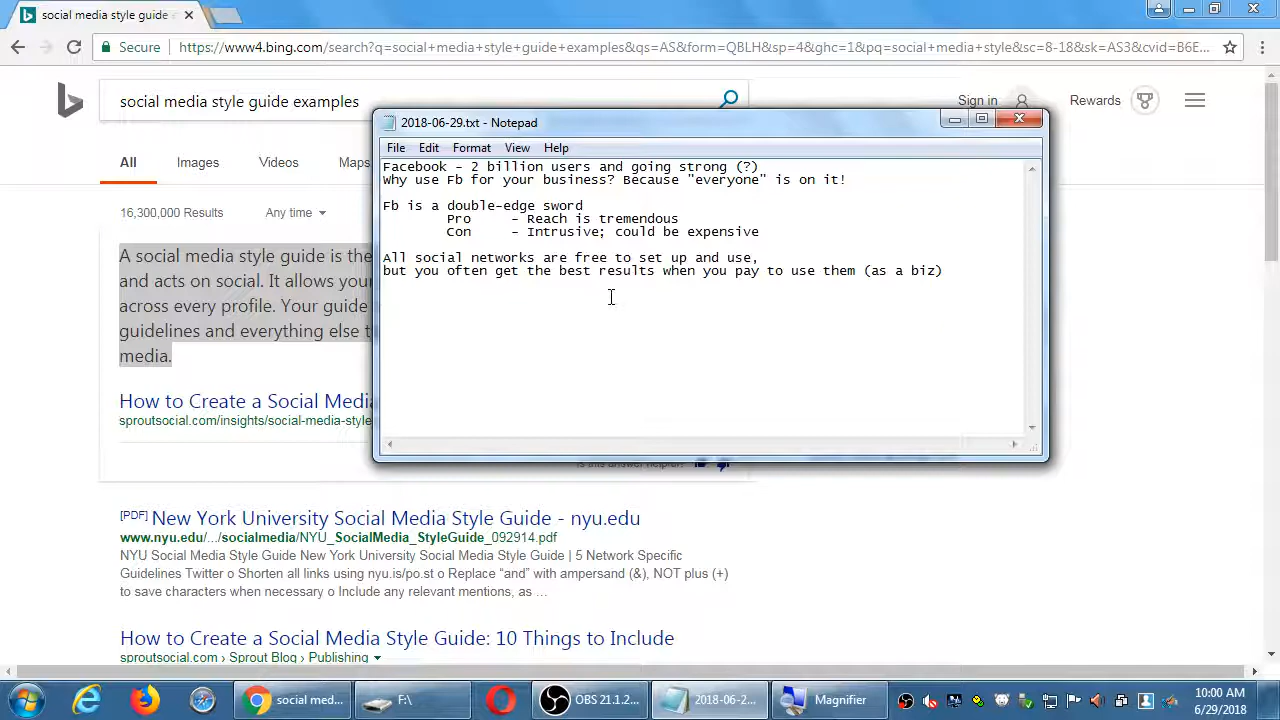 social media style guide
Secure
https://www4.bing.com/search?q=social+media+style+guide+examples&qs=AS&form=QBLH&sp=4&ghc=1&pq=social+media+style&sc=8-18&sk=AS3&cvid=B6E...
social media style guide examples
Sign in
Rewards
All Images Videos Maps
16,300,000 Results Any time
A social media style guide is the
and acts on social. It allows your
across every profile. Your guide
guidelines and everything else t
media.
How to Create a Social Media
sproutsocial.com/insights/social-media-style
2018-06-29.txt - Notepad
File Edit Format View Help
Facebook - 2 billion users and going strong (?)
Why use Fb for your business? Because "everyone" is on it!
Fb is a double-edge sword
Pro - Reach is tremendous
Con - Intrusive; could be expensive
All social networks are free to set up and use,
but you often get the best results when you pay to use them (as a biz)
Is this answer helpful?
[PDF] New York University Social Media Style Guide - nyu.edu
www.nyu.edu/.../socialmedia/NYU_SocialMedia_StyleGuide_092914.pdf
NYU Social Media Style Guide New York University Social Media Style Guide | 5 Network Specific
Guidelines Twitter o Shorten all links using nyu.is/po.st o Replace “and” with ampersand (&), NOT plus (+)
to save characters when necessary o Include any relevant mentions, as ...
How to Create a Social Media Style Guide: 10 Things to Include
sproutsocial.com › Sprout Blog › Publishing
social med...
F:\
OBS 21.1.2...
2018-06-2...
Magnifier
10:00 AM
6/29/2018